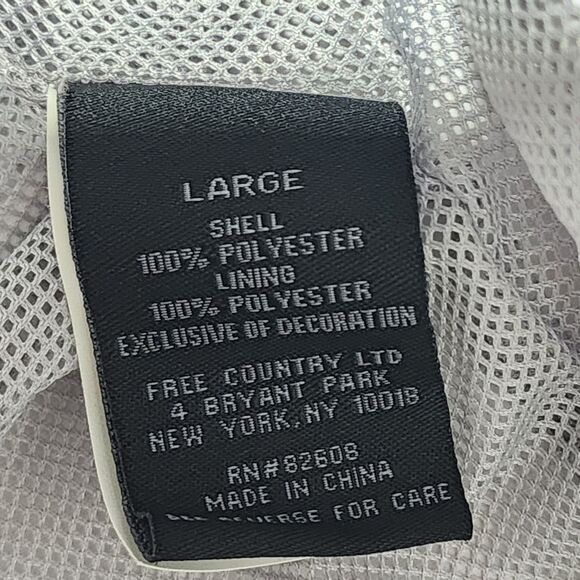 LARGE
SHELL
100% POLYESTER
LINING
100% POLYESTER
EXCLUSIVE OF DECORATION
FREE COUNTRY LTD
4 BRYANT PARK
NEW YORK, NY 10018
RN#82608
MADE IN CHINA
SEE REVERSE FOR CARE